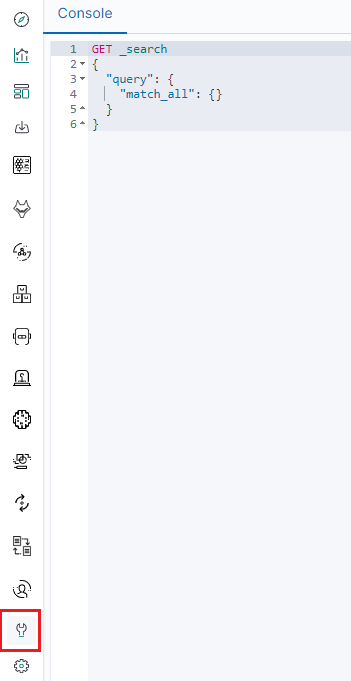 Console
1 GET _search
2 {
3 "query": {
4 "match_all": {}
5 }
6 }